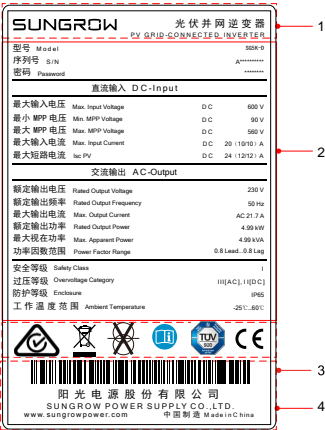 SUNGROW 光伏并网逆变器
PV GRID-CONNECTED INVERTER
1
型号 Model SG5K-D
序列号 S/N A**********
密码 Password ********
直流输入 DC-Input
最大输入电压 Max. Input Voltage DC 600 V
最小 MPP 电压 Min. MPP Voltage DC 90 V
最大 MPP 电压 Max. MPP Voltage DC 560 V
最大输入电流 Max. Input Current DC 20（10/10）A
最大短路电流 Isc PV DC 24（12/12）A
2
交流输出 AC-Output
额定输出电压 Rated Output Voltage 230 V
额定输出频率 Rated Output Frequency 50 Hz
最大输出电流 Max. Output Current AC 21.7 A
额定输出功率 Rated Output Power 4.99 kW
最大视在功率 Max. Apparent Power 4.99 kVA
功率因数范围 Power Factor Range 0.8 Lead...0.8 Lag
安全等级 Safety Class I
过压等级 Overvoltage Category III[AC], II[DC]
防护等级 Enclosure IP65
工作温度范围 Ambient Temperature -25℃...60℃
TÜV
SUD
CE
3
阳光电源股份有限公司
SUNGROW POWER SUPPLY CO.,LTD.
4
www.sungrowpower.com 中国制造 Made in China